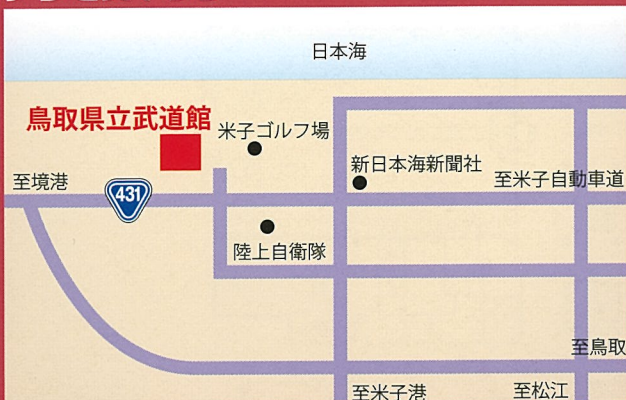 日本海
鳥取県立武道館
米子ゴルフ場
新日本海新聞社
至境港
431
至米子自動車道
陸上自衛隊
至鳥取
至米子港
至松江